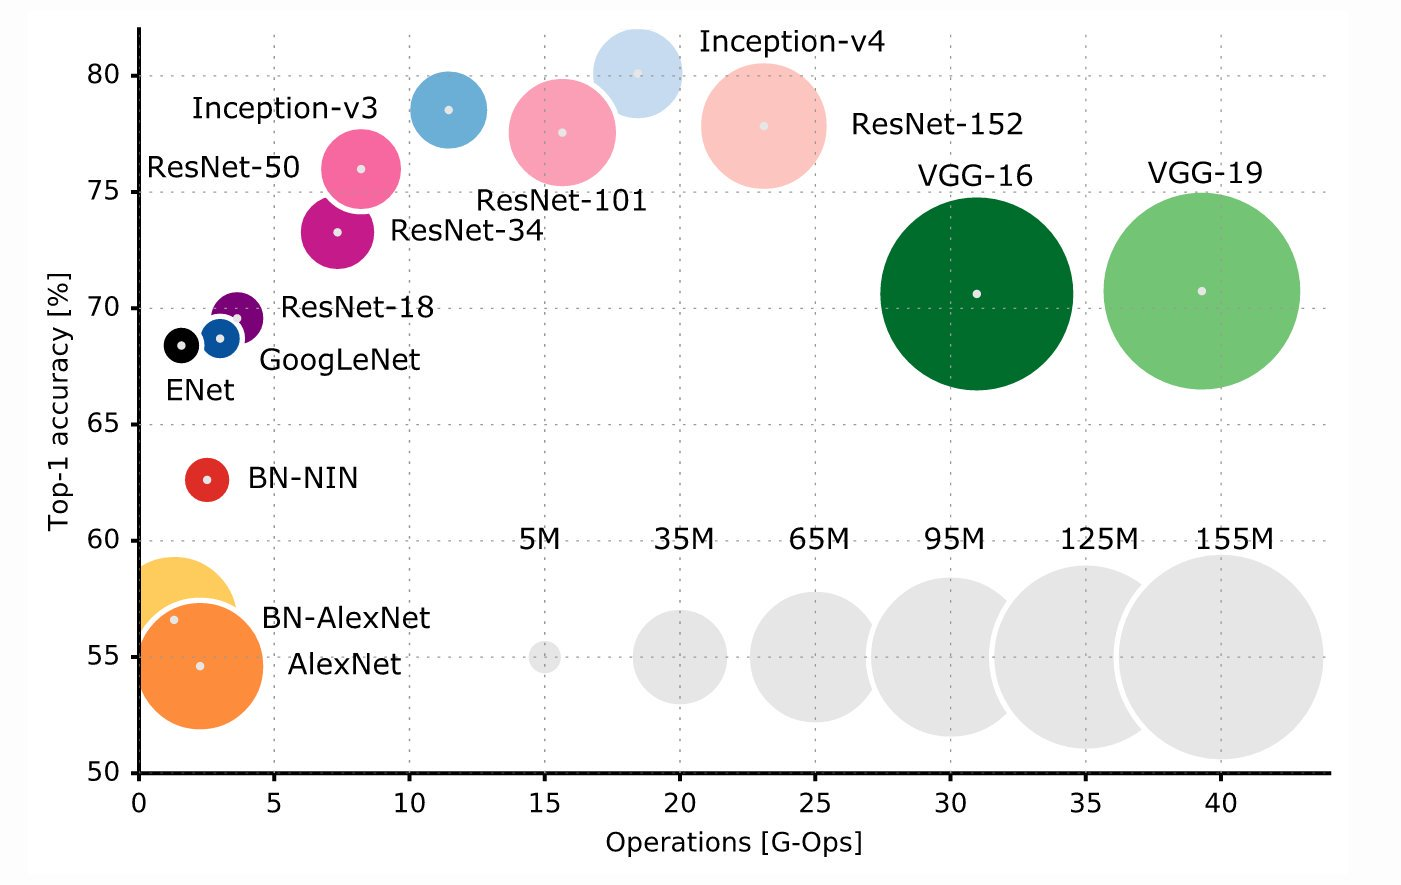 Inception-v4
80
Inception-v3
ResNet-152
ResNet-50
VGG-16
VGG-19
75
ResNet-101
ResNet-34
70
ResNet-18
GoogLeNet
ENet
Top-1 accuracy [%]
65
BN-NIN
60
5M 35M 65M 95M 125M 155M
BN-AlexNet
55
AlexNet
50
0 5 10 15 20 25 30 35 40
Operations [G-Ops]